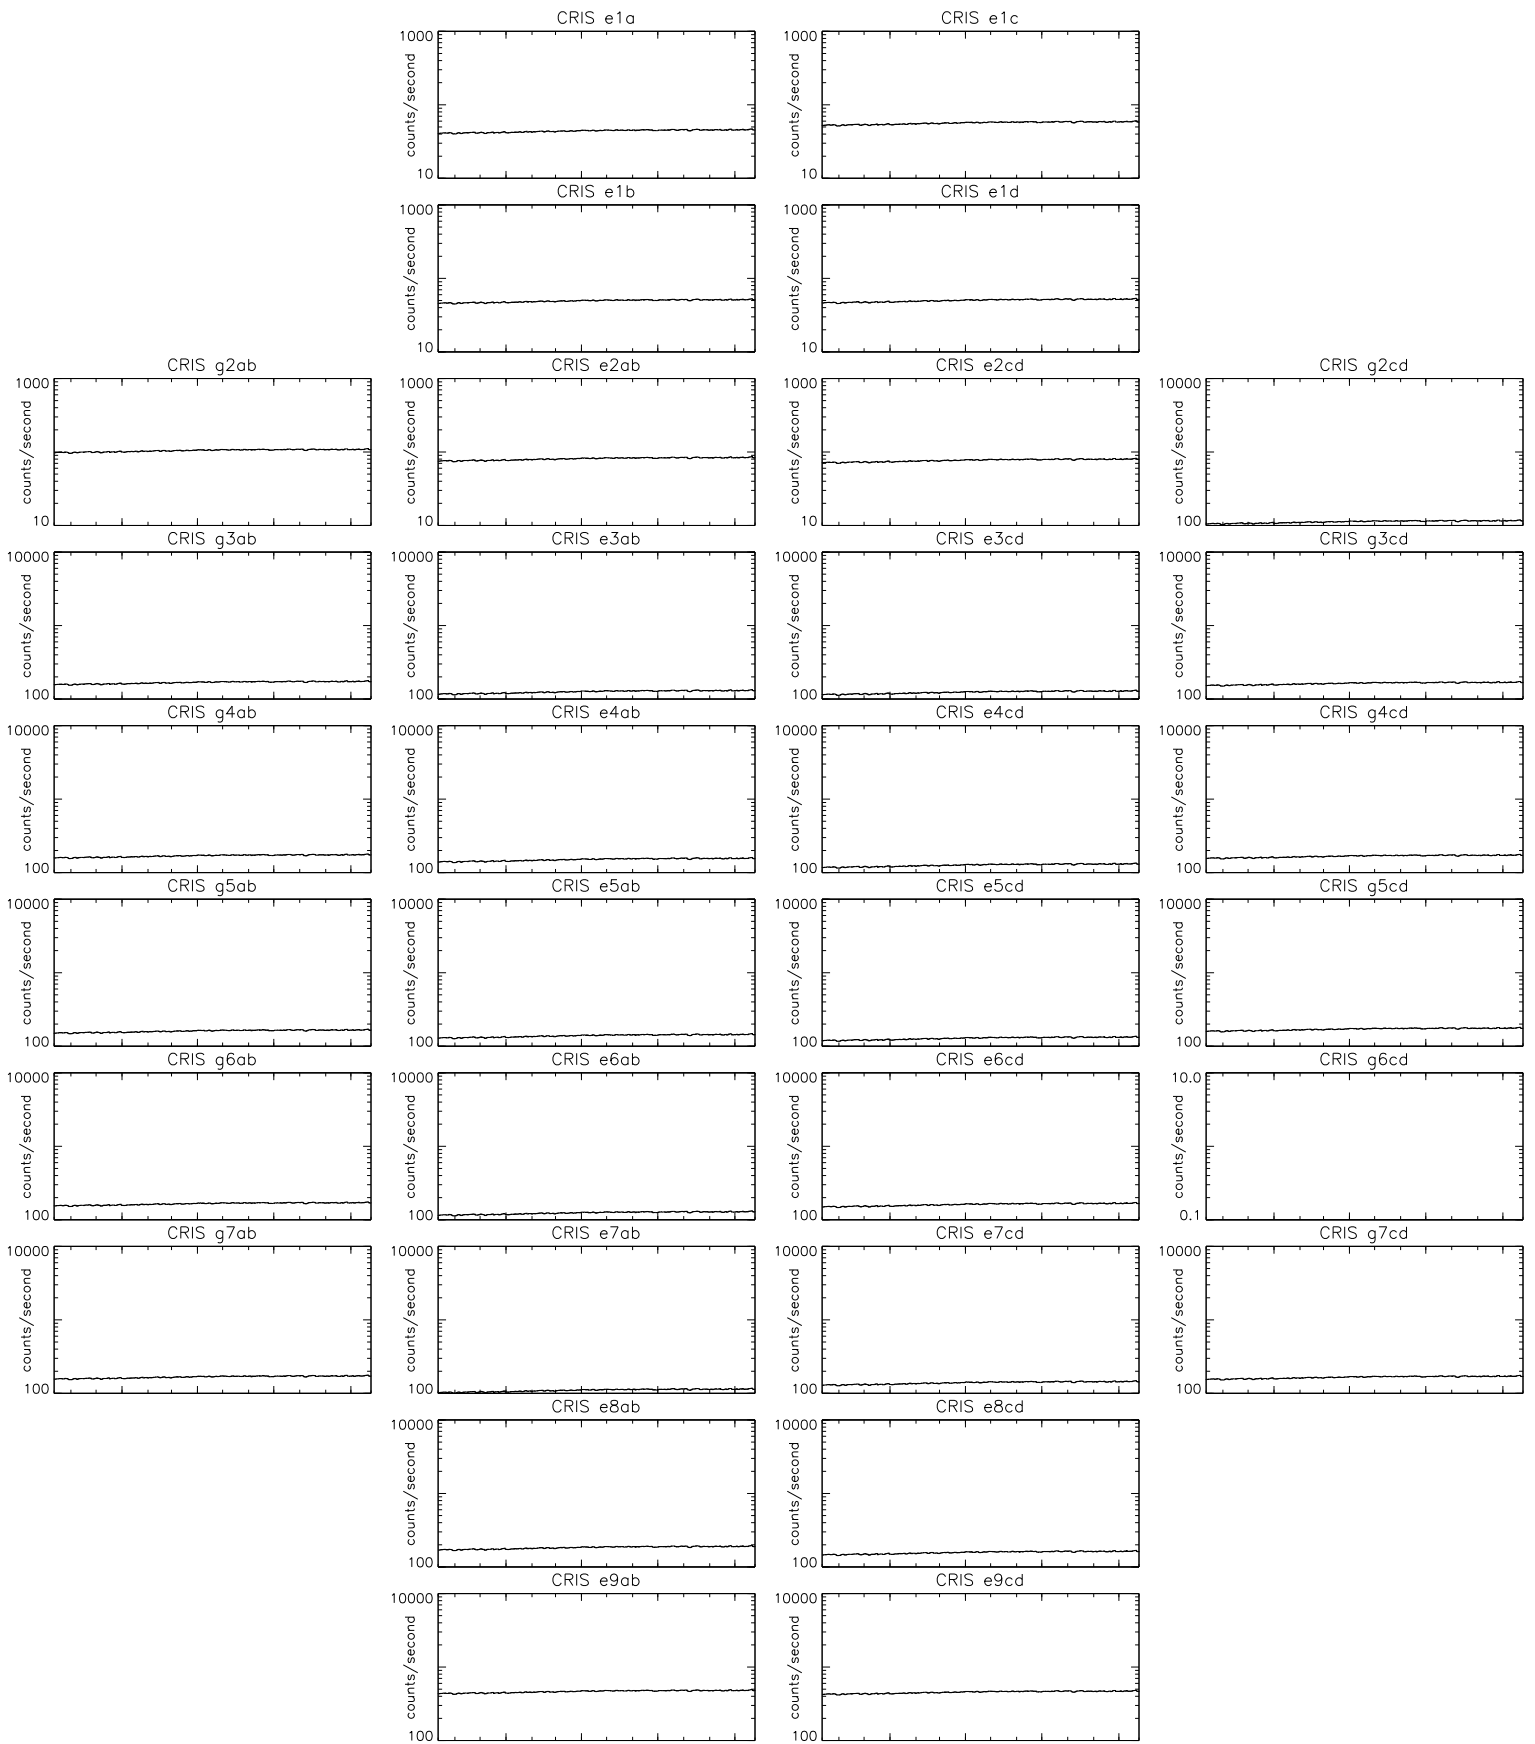 CRIS e1a
CRIS e1c
1000
counts/second
10
1000
counts/second
10
CRIS e1b
CRIS e1d
1000
counts/second
10
1000
counts/second
10
CRIS g2ab
CRIS e2ab
CRIS e2cd
CRIS g2cd
1000
counts/second
10
1000
counts/second
10
1000
counts/second
10
10000
counts/second
100
CRIS g3ab
CRIS e3ab
CRIS e3cd
CRIS g3cd
10000
counts/second
100
10000
counts/second
100
10000
counts/second
100
10000
counts/second
100
CRIS g4ab
CRIS e4ab
CRIS e4cd
CRIS g4cd
10000
counts/second
100
10000
counts/second
100
10000
counts/second
100
10000
counts/second
100
CRIS g5ab
CRIS e5ab
CRIS e5cd
CRIS g5cd
10000
counts/second
100
10000
counts/second
100
10000
counts/second
100
10000
counts/second
100
CRIS g6ab
CRIS e6ab
CRIS e6cd
CRIS g6cd
10000
counts/second
100
10000
counts/second
100
10000
counts/second
100
10.0
counts/second
0.1
CRIS g7ab
CRIS e7ab
CRIS e7cd
CRIS g7cd
10000
counts/second
100
10000
counts/second
100
10000
counts/second
100
10000
counts/second
100
CRIS e8ab
CRIS e8cd
10000
counts/second
100
10000
counts/second
100
CRIS e9ab
CRIS e9cd
10000
counts/second
100
10000
counts/second
100